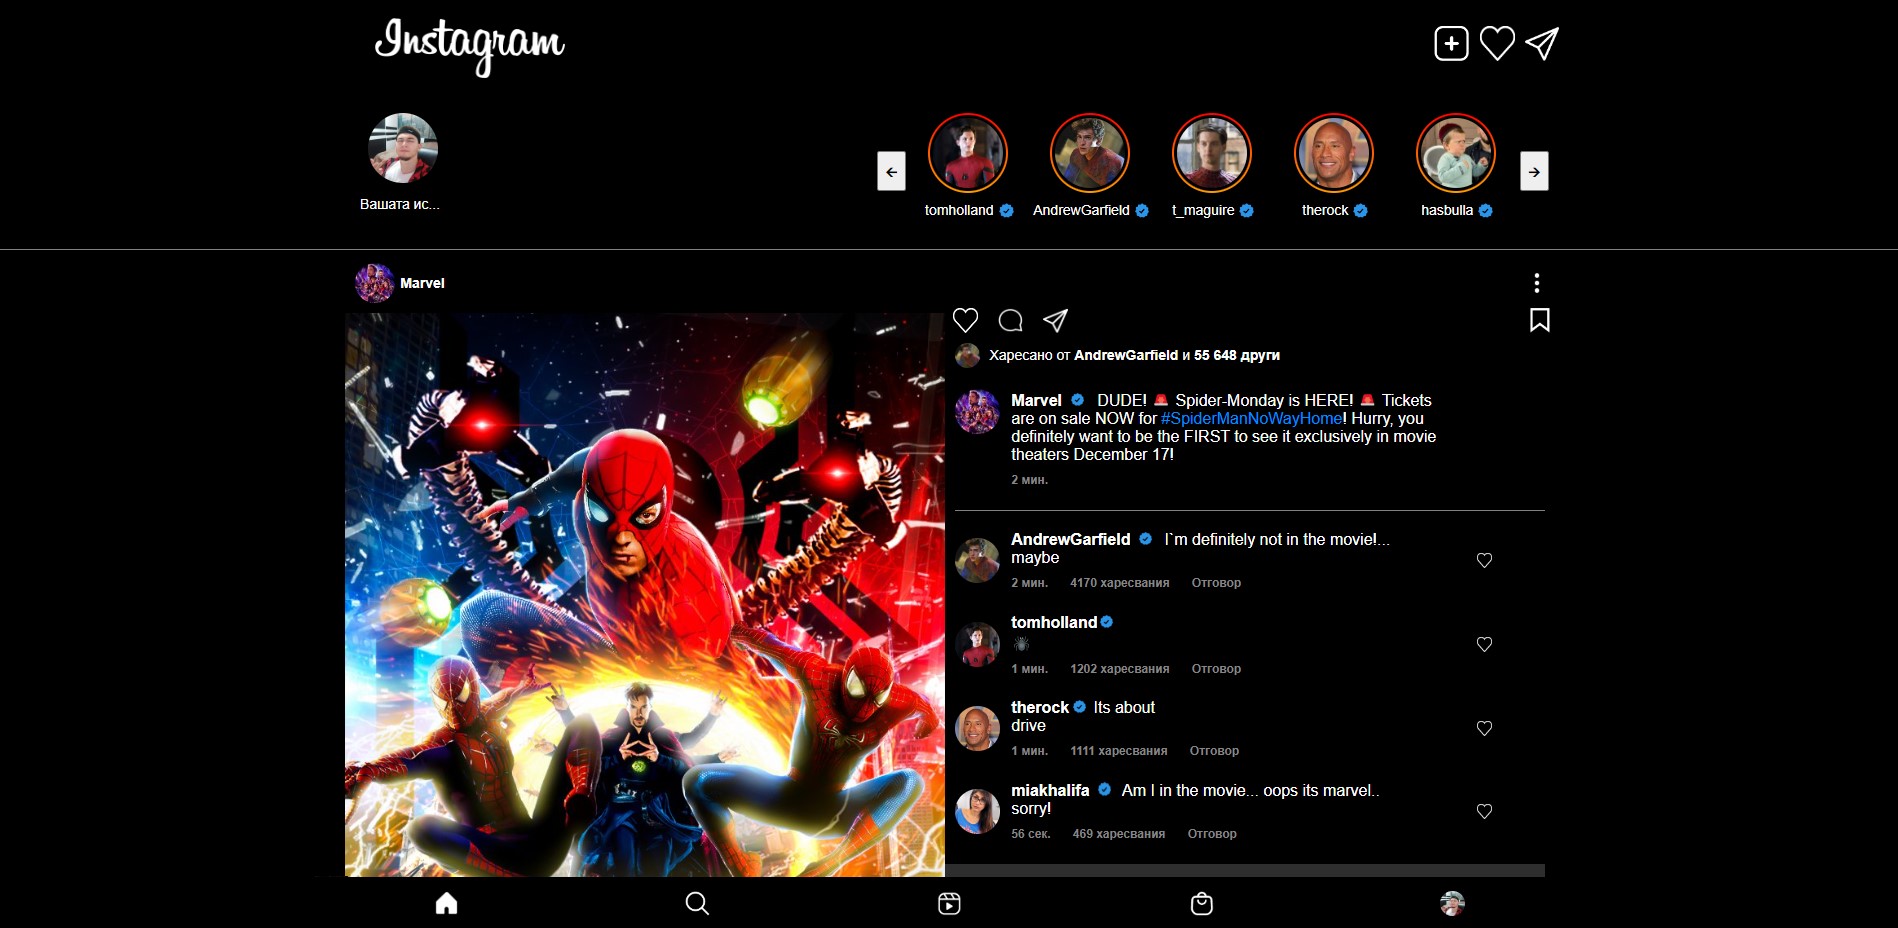 Instagram
Вашата ис...
tomholland
AndrewGarfield
t_maguire
therock
hasbulla
Marvel
Харесано от AndrewGarfield и 55 648 други
Marvel DUDE! 🚨 Spider-Monday is HERE! 🚨 Tickets
are on sale NOW for #SpiderManNoWayHome! Hurry, you
definitely want to be the FIRST to see it exclusively in movie
theaters December 17!
2 мин.
AndrewGarfield I`m definitely not in the movie!...
maybe
2 мин. 4170 харесвания Отговор
tomholland
🕷
1 мин. 1202 харесвания Отговор
therock Its about
drive
1 мин. 1111 харесвания Отговор
miakhalifa Am I in the movie... oops its marvel..
sorry!
56 сек. 469 харесвания Отговор